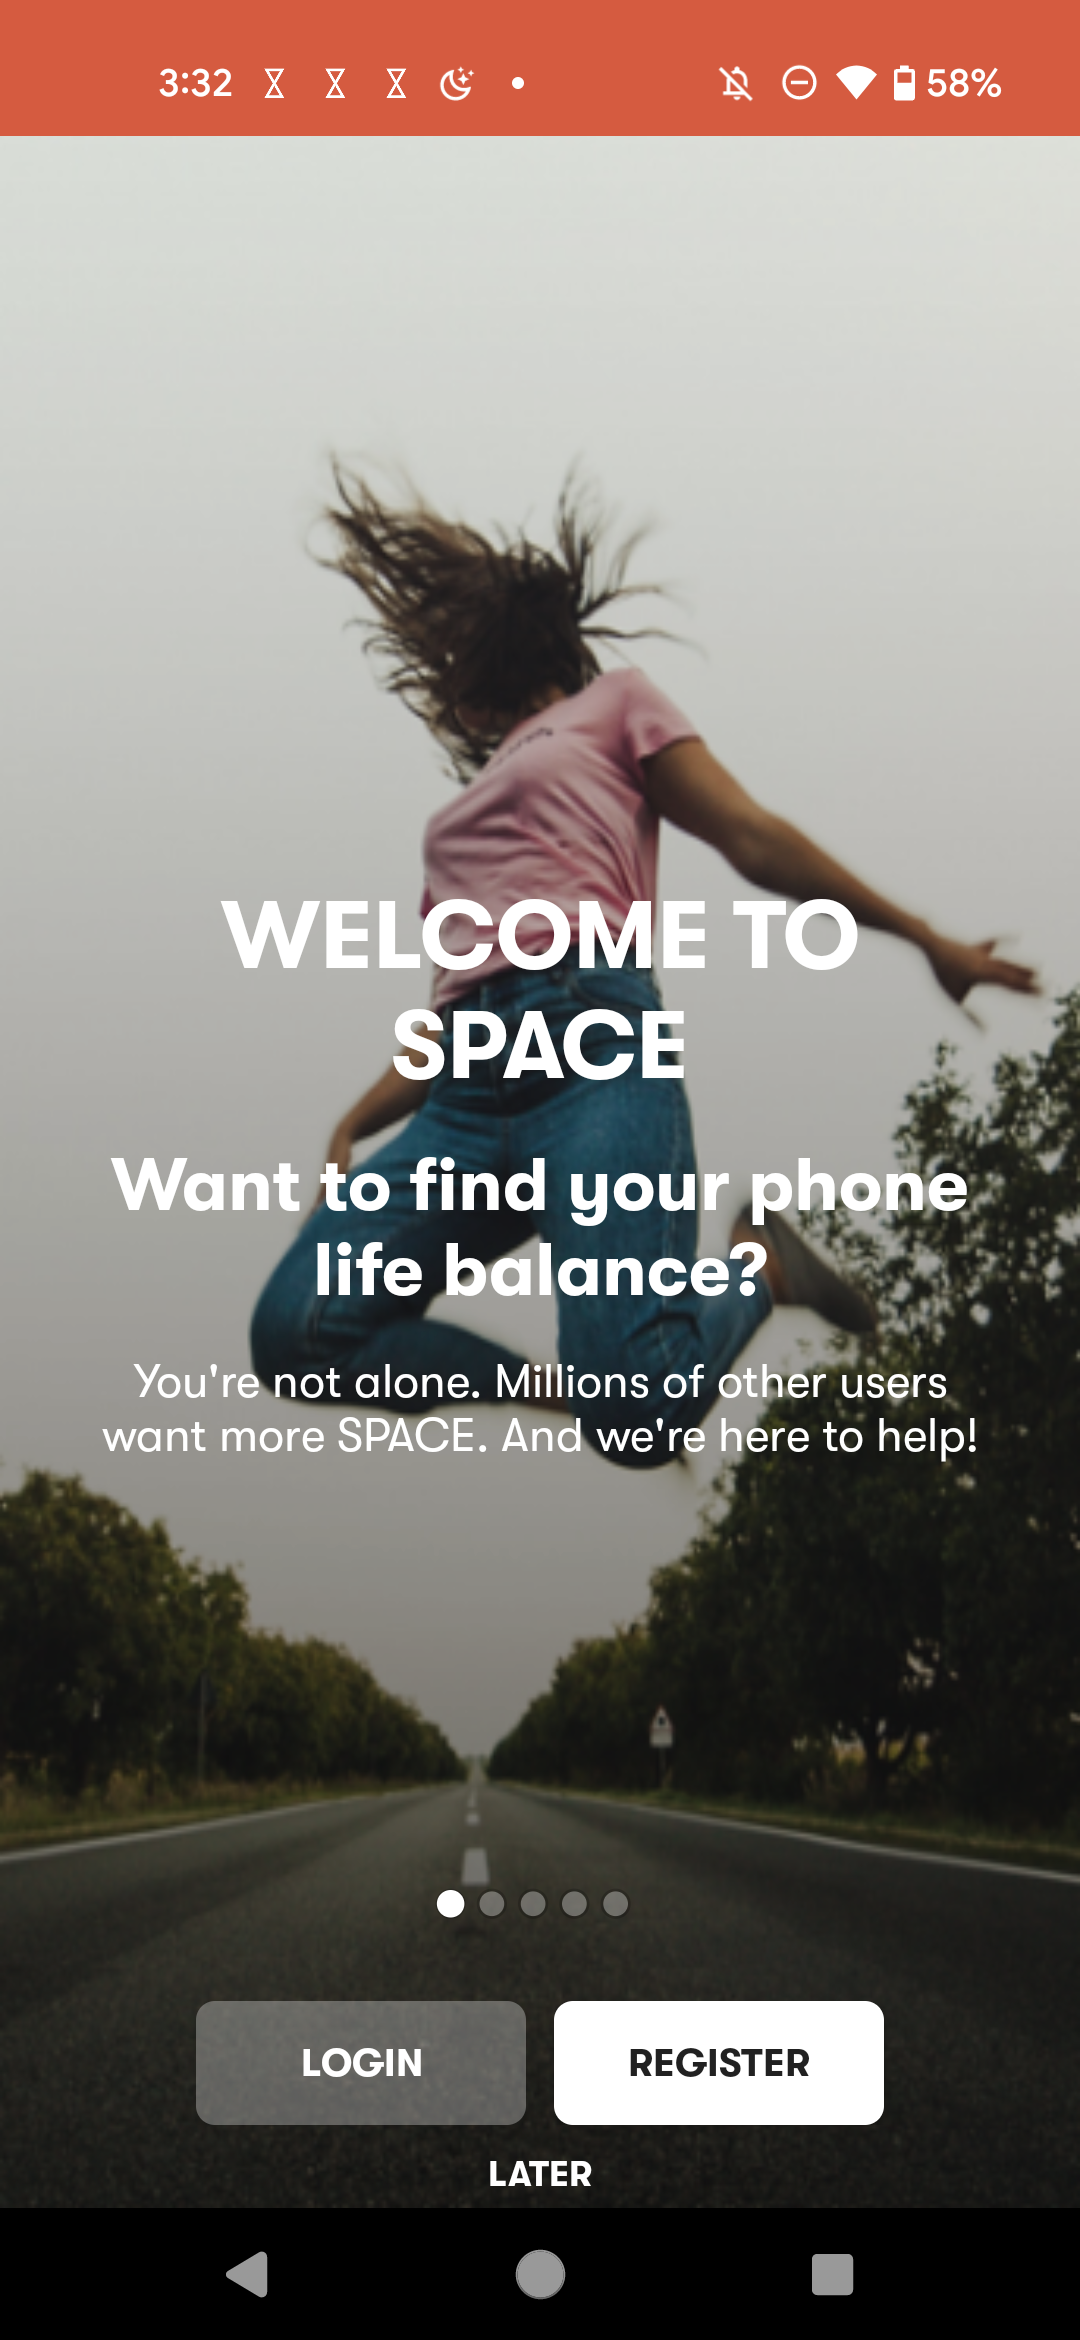 3:32
58%
WELCOME TO
SPACE
Want to find your phone
life balance?
You're not alone. Millions of other users
want more SPACE. And we're here to help!
LOGIN
REGISTER
LATER